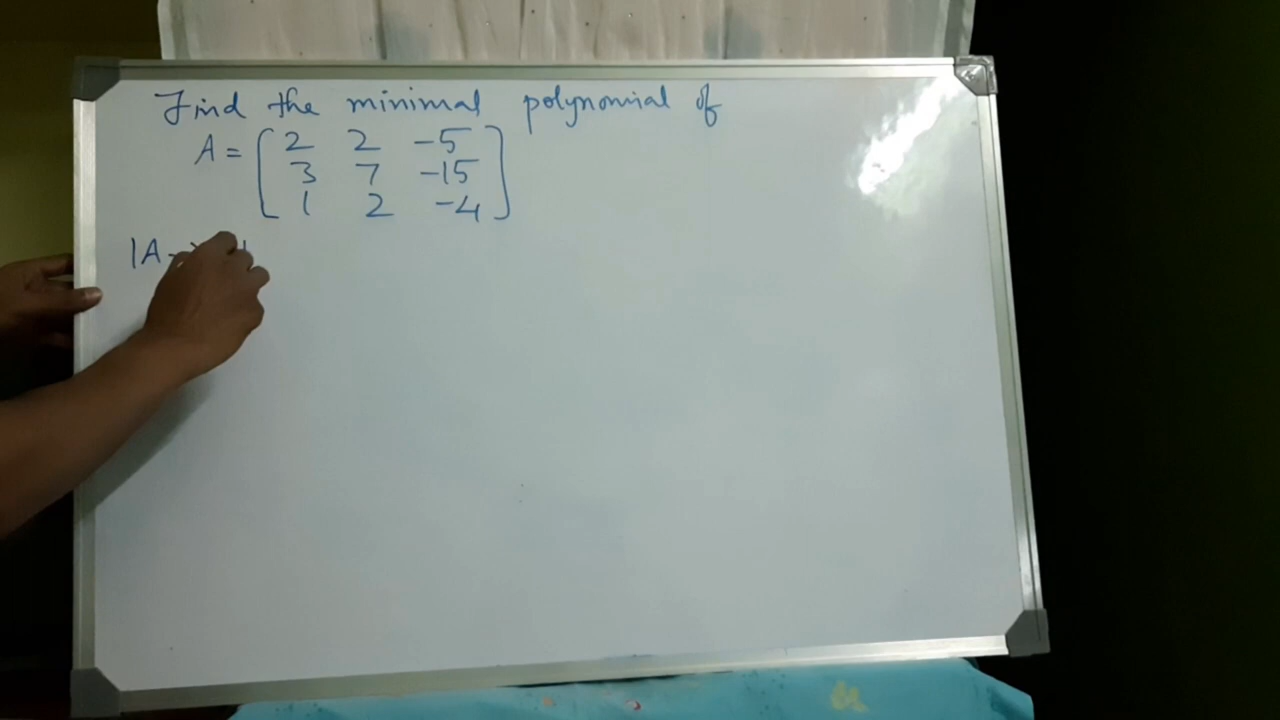 Find the minimal polynomial of
A = [ 2 2 -5
3 7 -15
1 2 -4 ]
|A -